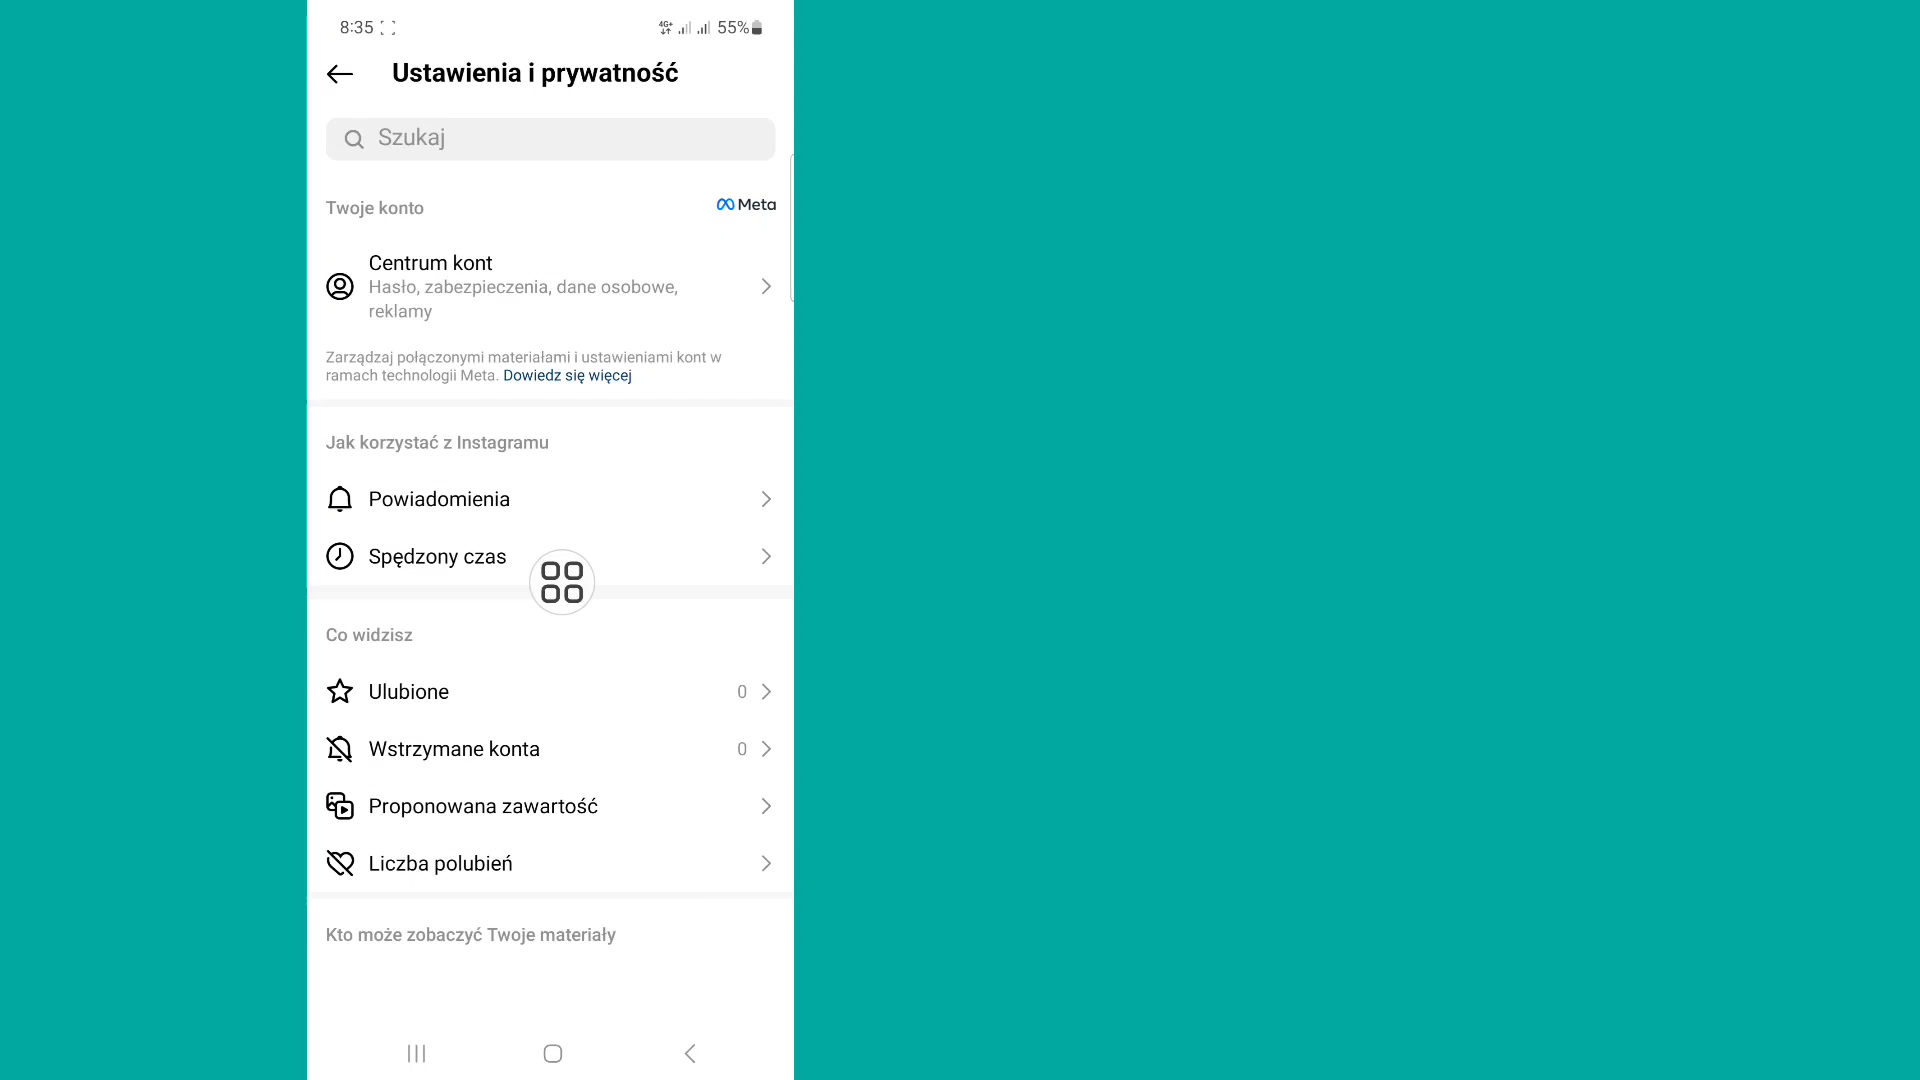 8:35 4G+ 55%
Ustawienia i prywatność
Szukaj
Twoje konto
Meta
Centrum kont
Hasło, zabezpieczenia, dane osobowe,
reklamy
Zarządzaj połączonymi materiałami i ustawieniami kont w
ramach technologii Meta. Dowiedz się więcej
Jak korzystać z Instagramu
Powiadomienia
Spędzony czas
Co widzisz
Ulubione 0
Wstrzymane konta 0
Proponowana zawartość
Liczba polubień
Kto może zobaczyć Twoje materiały